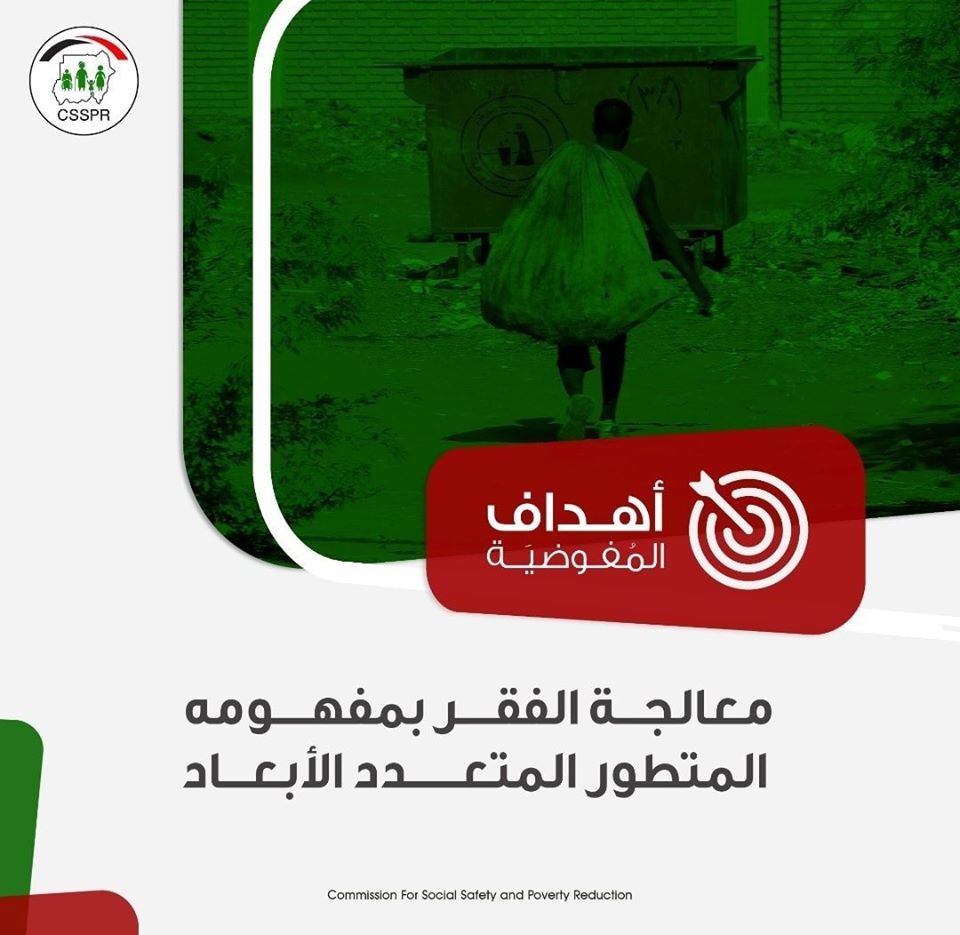 CSSPR
أهداف
المُفوضيَة
معالجة الفقر بمفهومه
المتطور المتعدد الأبعاد
Commission For Social Safety and Poverty Reduction